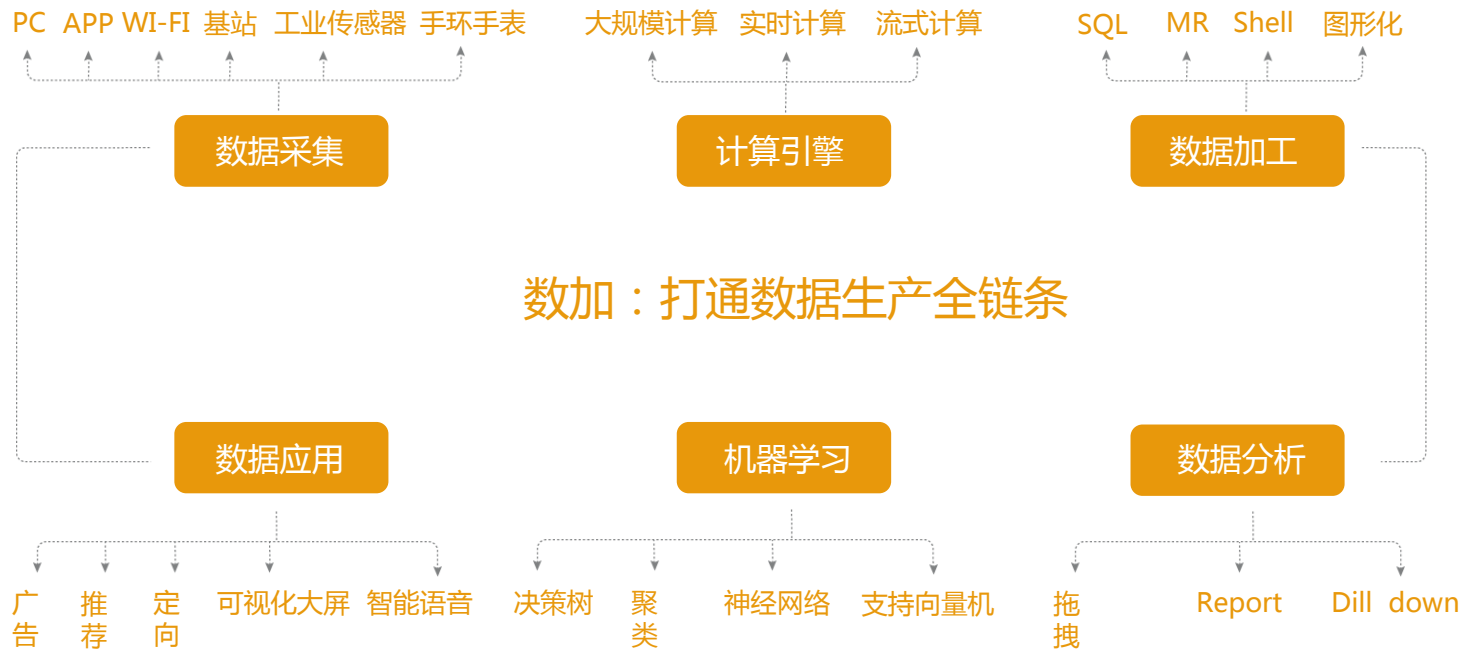 PC APP WI-FI 基站 工业传感器 手环手表 大规模计算 实时计算 流式计算 SQL MR Shell 图形化
数据采集 计算引擎 数据加工
数加：打通数据生产全链条
数据应用 机器学习 数据分析
广告 推荐 定向 可视化大屏 智能语音 决策树 聚类 神经网络 支持向量机 拖拽 Report Dill down